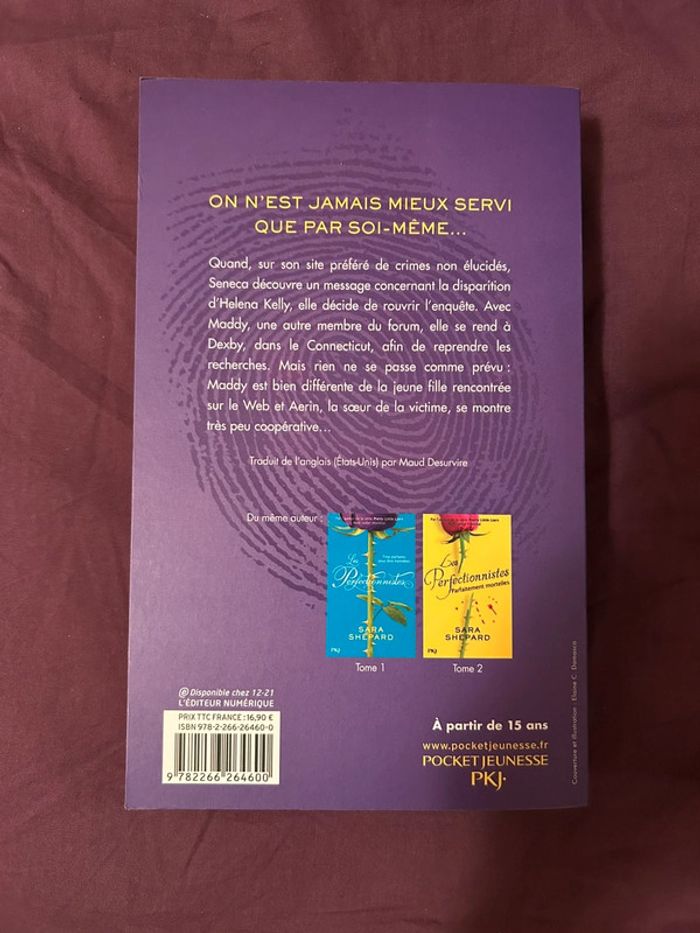 ON N'EST JAMAIS MIEUX SERVI
QUE PAR SOI-MÊME...
Quand, sur son site préféré de crimes non élucidés,
Seneca découvre un message concernant la disparition
d'Helena Kelly, elle décide de rouvrir l'enquête. Avec
Maddy, une autre membre du forum, elle se rend à
Dexby, dans le Connecticut, afin de reprendre les
recherches. Mais rien ne se passe comme prévu :
Maddy est bien différente de la jeune fille rencontrée
sur le Web et Aerin, la sœur de la victime, se montre
très peu coopérative...
Traduit de l'anglais (États-Unis) par Maud Desurvire
Du même auteur :
Les
Perfectionnistes
SARA
SHEPARD
PKJ·
Tome 1
Les
Perfectionnistes
Parfaitement mortelles
SARA
SHEPARD
PKJ·
Tome 2
@ Disponible chez 12-21
L'ÉDITEUR NUMÉRIQUE
PRIX TTC FRANCE : 16,90 €
ISBN 978-2-266-26460-0
9 782266 264600
À partir de 15 ans
www.pocketjeunesse.fr
POCKET JEUNESSE
PKJ·
Couverture et illustration : Elaine C. Damasco